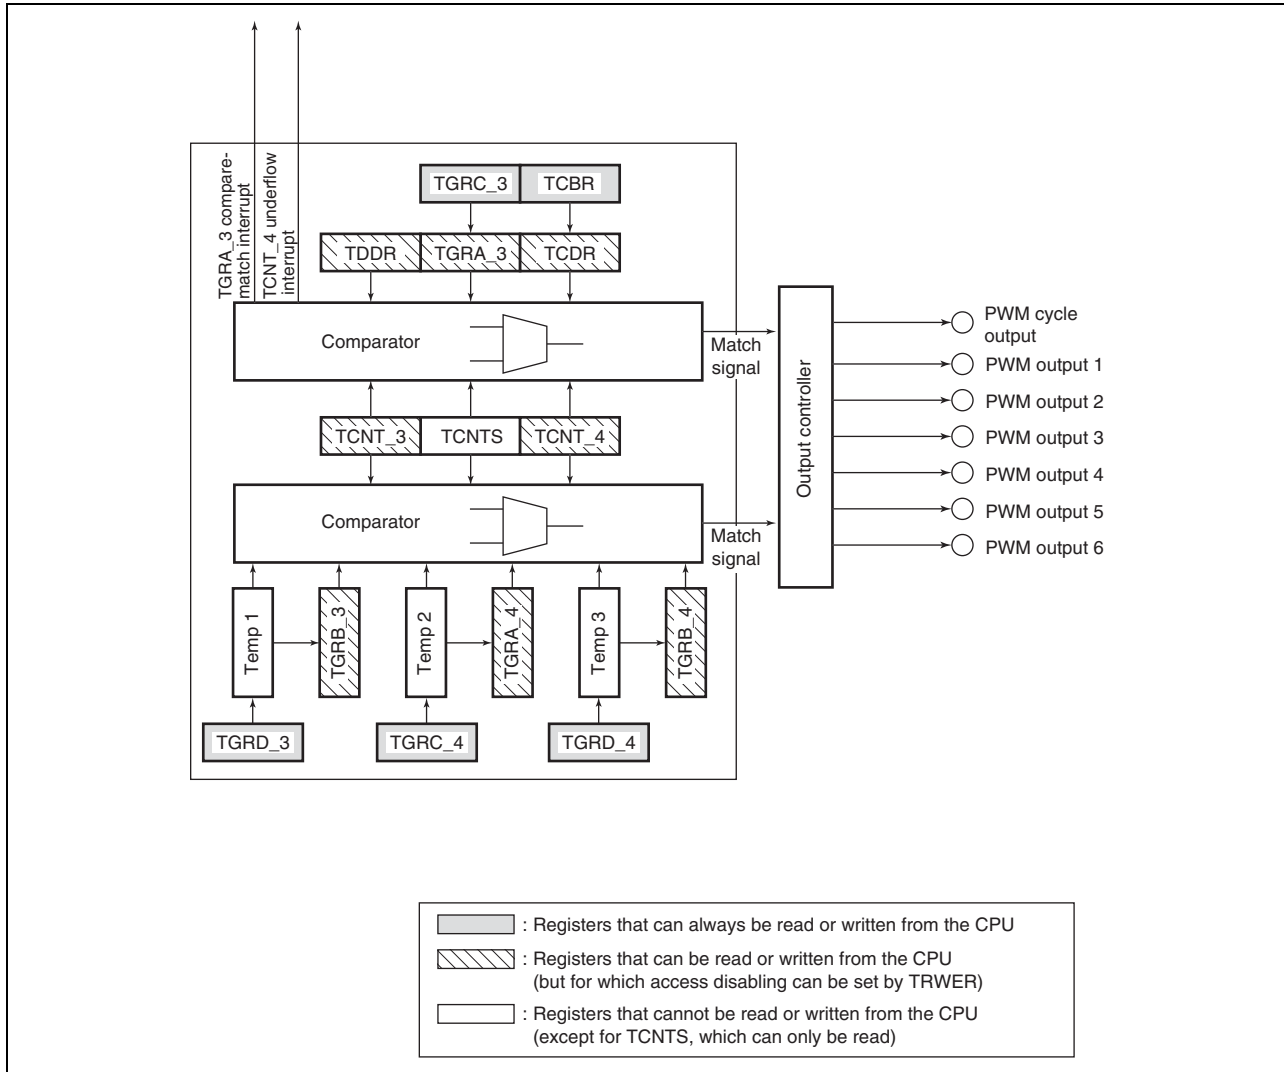 TGRA_3 compare-
match interrupt
TCNT_4 underflow
interrupt
TGRC_3
TCBR
TDDR
TGRA_3
TCDR
Comparator
Match
signal
TCNT_3
TCNTS
TCNT_4
Comparator
Match
signal
Output controller
PWM cycle
output
PWM output 1
PWM output 2
PWM output 3
PWM output 4
PWM output 5
PWM output 6
Temp 1
TGRB_3
Temp 2
TGRA_4
Temp 3
TGRB_4
TGRD_3
TGRC_4
TGRD_4
: Registers that can always be read or written from the CPU
: Registers that can be read or written from the CPU
(but for which access disabling can be set by TRWER)
: Registers that cannot be read or written from the CPU
(except for TCNTS, which can only be read)